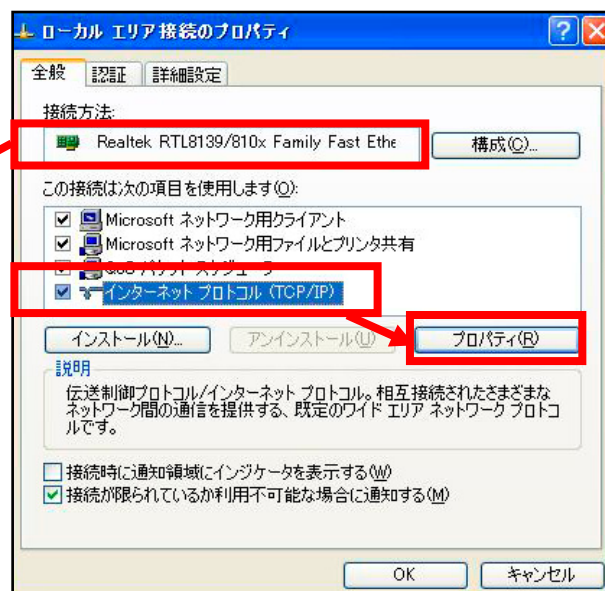 ローカル エリア接続のプロパティ
全般 認証 詳細設定
接続方法:
Realtek RTL8139/810x Family Fast Ethe
構成(C)...
この接続は次の項目を使用します(O):
Microsoft ネットワーク用クライアント
Microsoft ネットワーク用ファイルとプリンタ共有
QoS パケット スケジューラ
インターネット プロトコル (TCP/IP)
インストール(N)... アンインストール(U) プロパティ(R)
説明
伝送制御プロトコル/インターネット プロトコル。相互接続されたさまざまな
ネットワーク間の通信を提供する、既定のワイド エリア ネットワーク プロトコ
ルです。
接続時に通知領域にインジケータを表示する(W)
接続が限られているか利用不可能な場合に通知する(M)
OK キャンセル